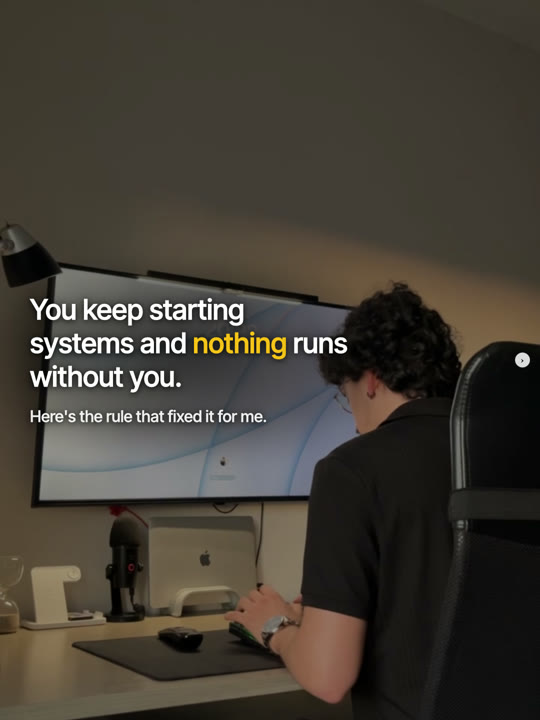 You keep starting
systems and nothing runs
without you.
Here's the rule that fixed it for me.